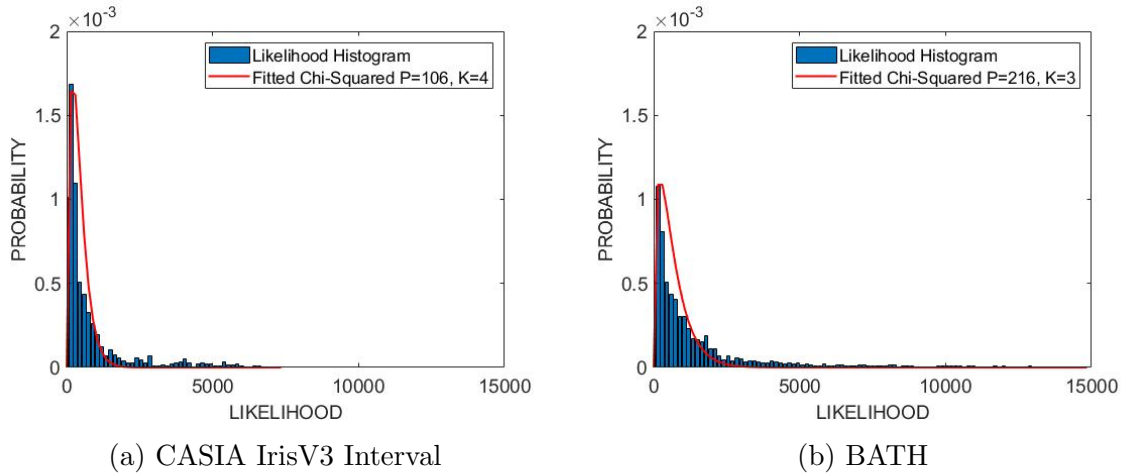 ×10⁻³
2
1.5
1
0.5
0
PROBABILITY
Likelihood Histogram
Fitted Chi-Squared P=106, K=4
0 5000 10000 15000
LIKELIHOOD
(a) CASIA IrisV3 Interval
×10⁻³
2
1.5
1
0.5
0
PROBABILITY
Likelihood Histogram
Fitted Chi-Squared P=216, K=3
0 5000 10000 15000
LIKELIHOOD
(b) BATH